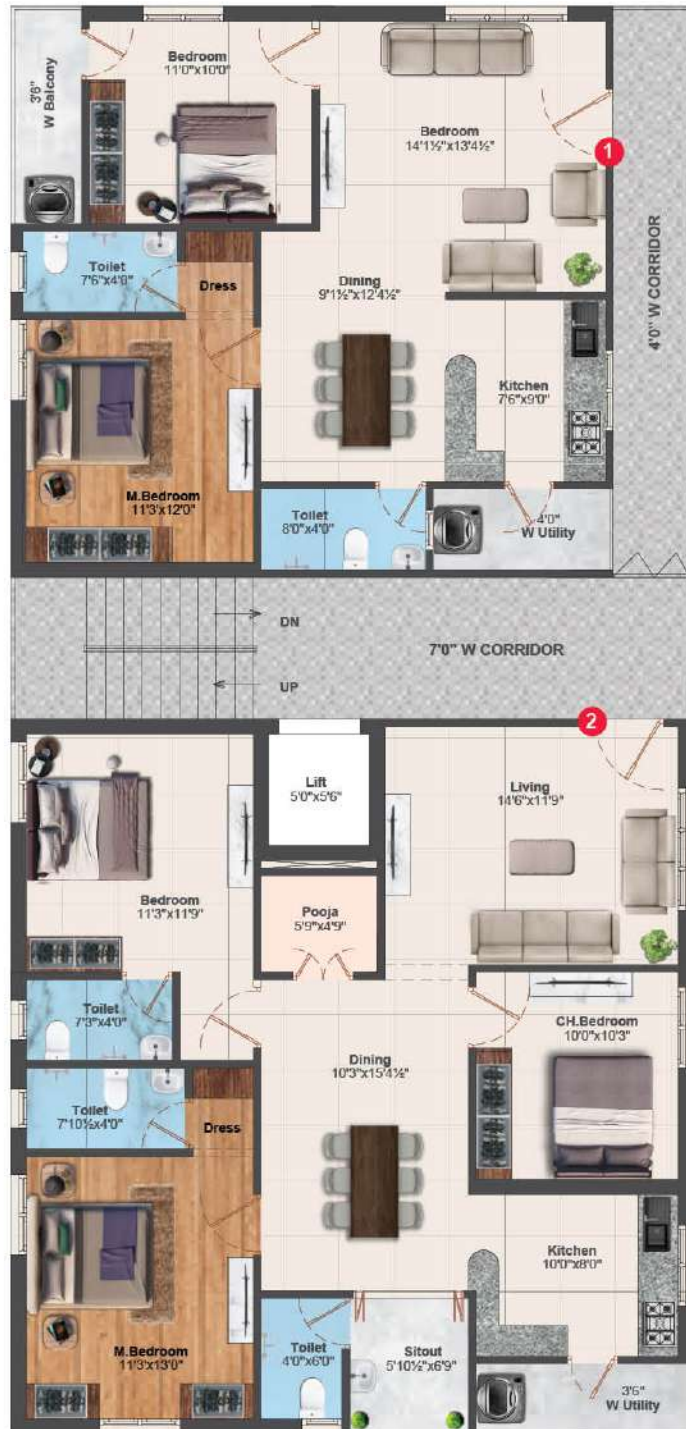 Bedroom
11'0"x10'0"
3'6"
W Balcony
Bedroom
14'1½"x13'4½"
1
Toilet
7'6"x4'0"
Dress
Dining
9'1½"x12'4½"
4'0" W CORRIDOR
Kitchen
7'6"x9'0"
M.Bedroom
11'3"x12'0"
Toilet
8'0"x4'0"
4'0"
W Utility
DN
7'0" W CORRIDOR
UP
2
Lift
5'0"x5'6"
Living
14'6"x11'9"
Bedroom
11'3"x11'9"
Pooja
5'9"x4'9"
Toilet
7'3"x4'0"
CH.Bedroom
10'0"x10'3"
Dining
10'3"x15'4½"
Toilet
7'10½"x4'0"
Dress
Kitchen
10'0"x8'0"
M.Bedroom
11'3"x13'0"
Toilet
4'0"x6'0"
Sitout
5'10½"x6'9"
3'6"
W Utility